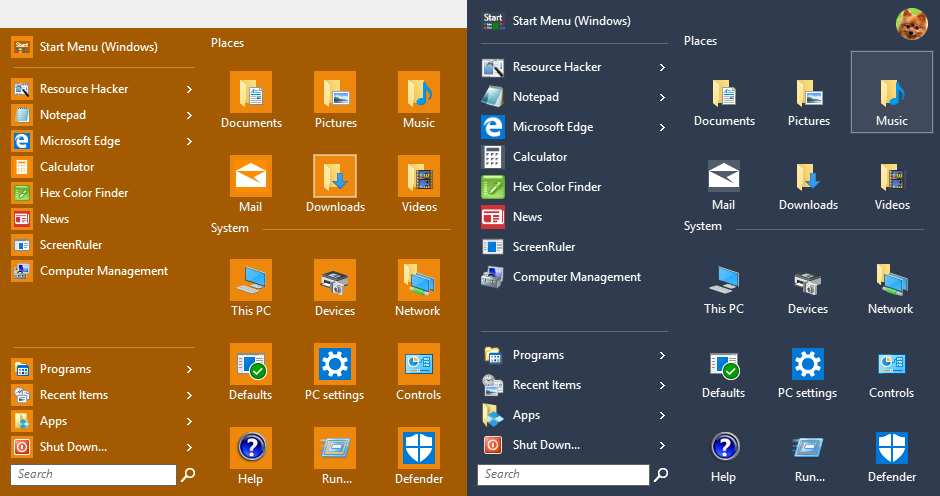 Start
Start Menu (Windows)
Resource Hacker
Notepad
Microsoft Edge
Calculator
Hex Color Finder
News
ScreenRuler
Computer Management
Programs
Recent Items
Apps
Shut Down...
Search
Places
Documents Pictures Music
Mail Downloads Videos
System
This PC Devices Network
Defaults PC settings Controls
Help Run... Defender
Start
Start Menu (Windows)
Resource Hacker
Notepad
Microsoft Edge
Calculator
Hex Color Finder
News
ScreenRuler
Computer Management
Programs
Recent Items
Apps
Shut Down...
Search
Places
Documents Pictures Music
Mail Downloads Videos
System
This PC Devices Network
Defaults PC settings Controls
Help Run... Defender